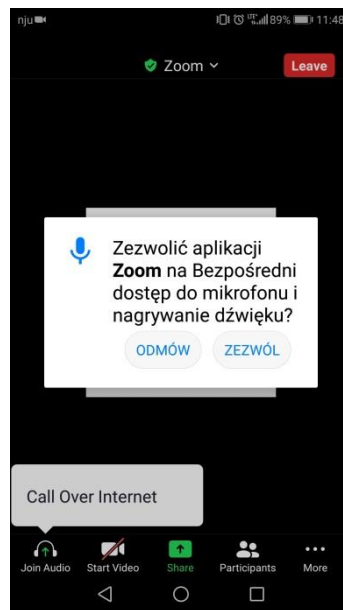 nju 89% 11:48
Zoom Leave
Zezwolić aplikacji
Zoom na Bezpośredni
dostęp do mikrofonu i
nagrywanie dźwięku?
ODMÓW ZEZWÓL
Call Over Internet
Join Audio Start Video Share Participants More